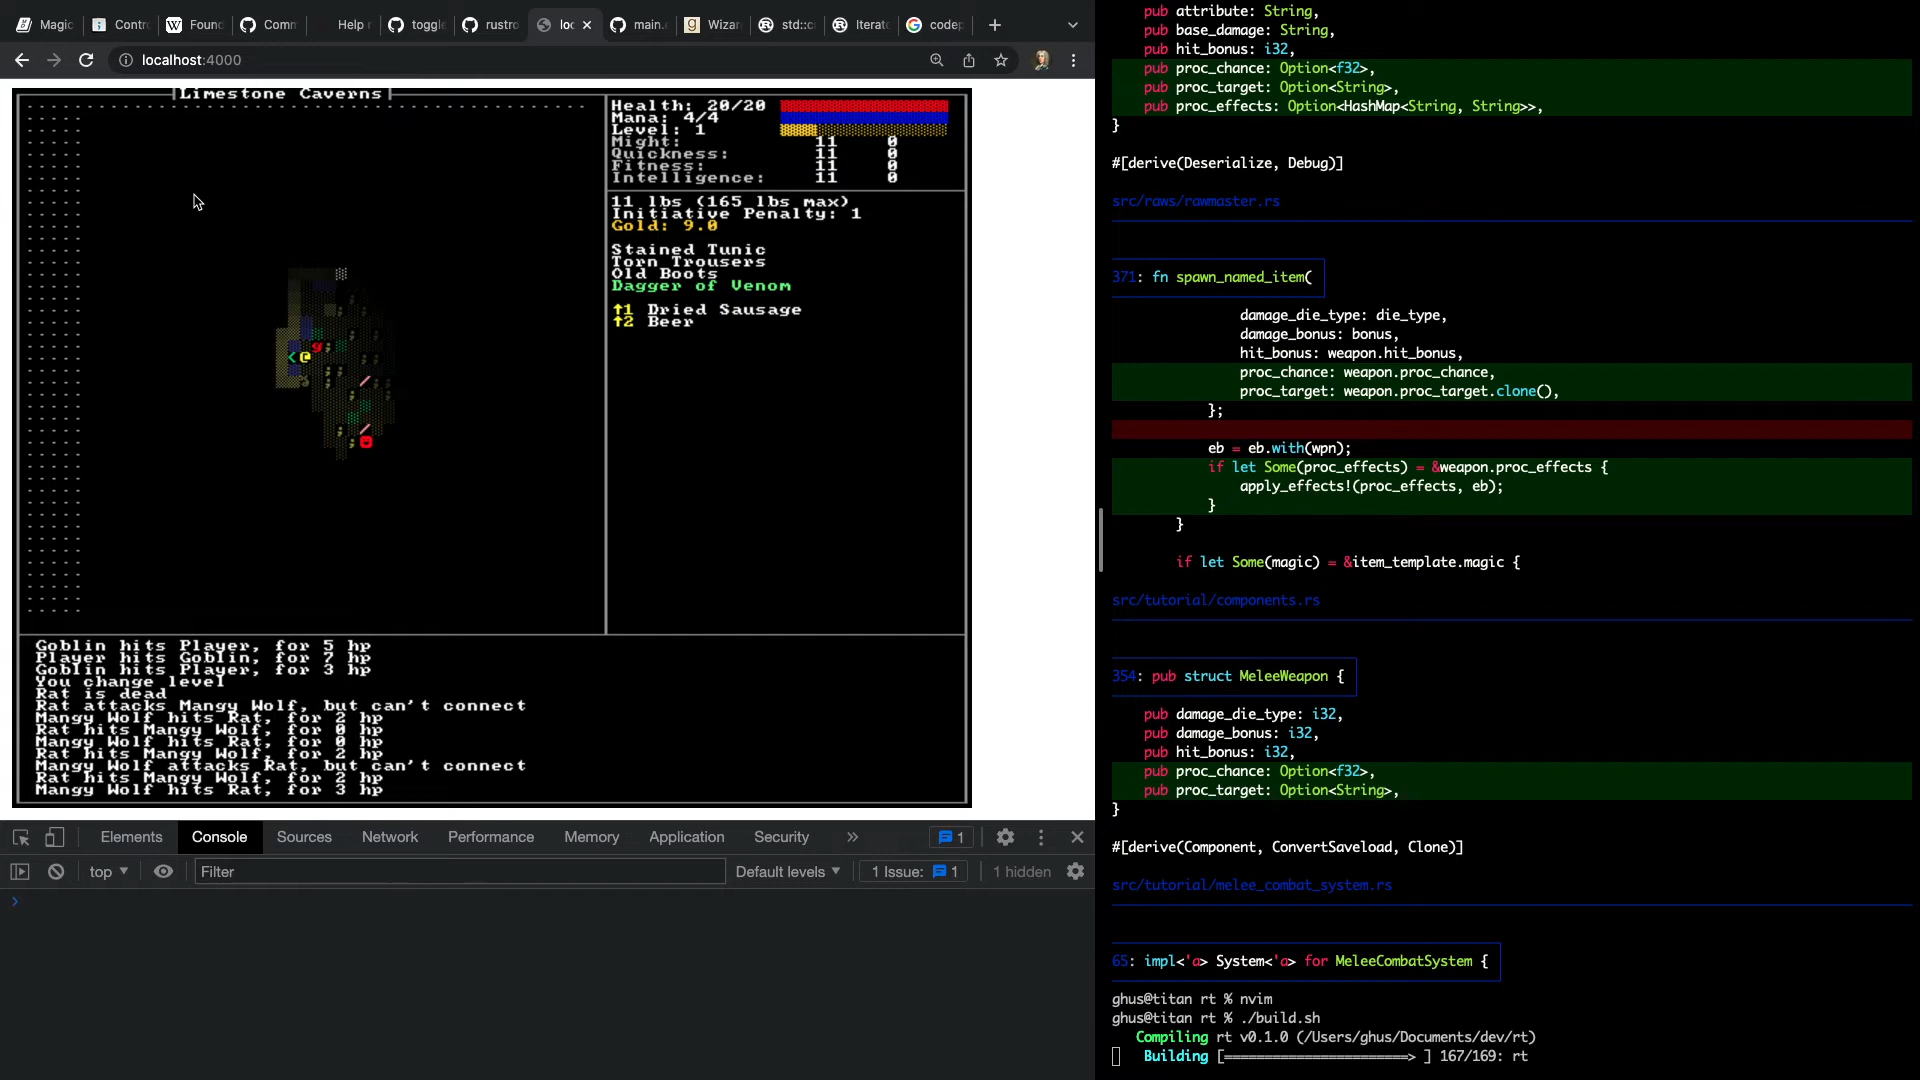 Magic
Contro
Found
Comm
Help r
toggle
rustro
loc
main.
Wizar
std::c
Iterato
codep
localhost:4000
Limestone Caverns
Health: 20/20
Mana: 4/4
Level: 1
Might: 11 0
Quickness: 11 0
Fitness: 11 0
Intelligence: 11 0
11 lbs (165 lbs max)
Initiative Penalty: 1
Gold: 9.0
Stained Tunic
Torn Trousers
Old Boots
Dagger of Venom
↑1 Dried Sausage
↑2 Beer
Goblin hits Player, for 5 hp
Player hits Goblin, for 7 hp
Goblin hits Player, for 3 hp
You change level
Rat is dead
Rat attacks Mangy Wolf, but can't connect
Mangy Wolf hits Rat, for 2 hp
Rat hits Mangy Wolf, for 0 hp
Mangy Wolf hits Rat, for 0 hp
Rat hits Mangy Wolf, for 2 hp
Mangy Wolf attacks Rat, but can't connect
Rat hits Mangy Wolf, for 2 hp
Mangy Wolf hits Rat, for 3 hp
Elements Console Sources Network Performance Memory Application Security » 1
top Filter Default levels 1 Issue: 1 1 hidden
>
pub attribute: String,
pub base_damage: String,
pub hit_bonus: i32,
pub proc_chance: Option<f32>,
pub proc_target: Option<String>,
pub proc_effects: Option<HashMap<String, String>>,
}
#[derive(Deserialize, Debug)]
src/raws/rawmaster.rs
371: fn spawn_named_item(
damage_die_type: die_type,
damage_bonus: bonus,
hit_bonus: weapon.hit_bonus,
proc_chance: weapon.proc_chance,
proc_target: weapon.proc_target.clone(),
};
eb = eb.with(wpn);
if let Some(proc_effects) = &weapon.proc_effects {
apply_effects!(proc_effects, eb);
}
}
if let Some(magic) = &item_template.magic {
src/tutorial/components.rs
354: pub struct MeleeWeapon {
pub damage_die_type: i32,
pub damage_bonus: i32,
pub hit_bonus: i32,
pub proc_chance: Option<f32>,
pub proc_target: Option<String>,
}
#[derive(Component, ConvertSaveload, Clone)]
src/tutorial/melee_combat_system.rs
65: impl<'a> System<'a> for MeleeCombatSystem {
ghus@titan rt % nvim
ghus@titan rt % ./build.sh
Compiling rt v0.1.0 (/Users/ghus/Documents/dev/rt)
Building [=======================> ] 167/169: rt